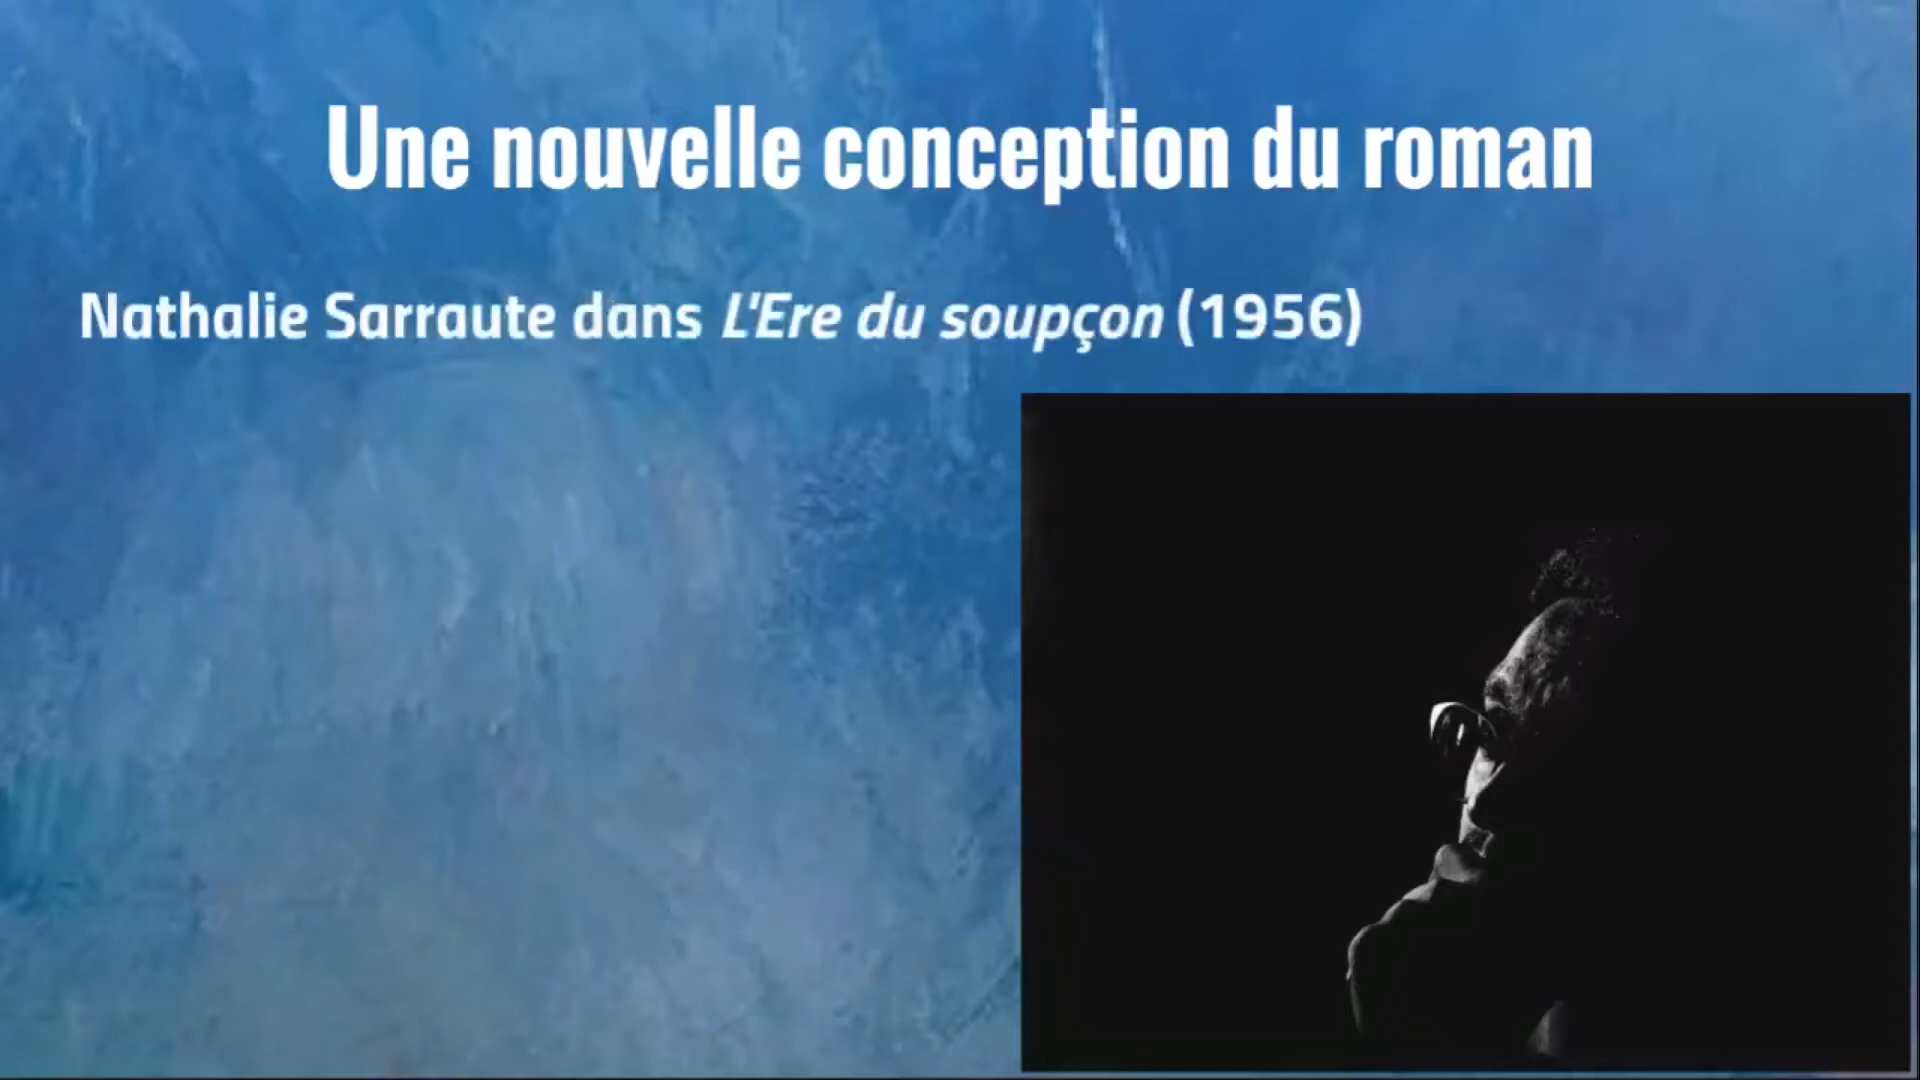 Une nouvelle conception du roman
Nathalie Sarraute dans L'Ere du soupçon (1956)